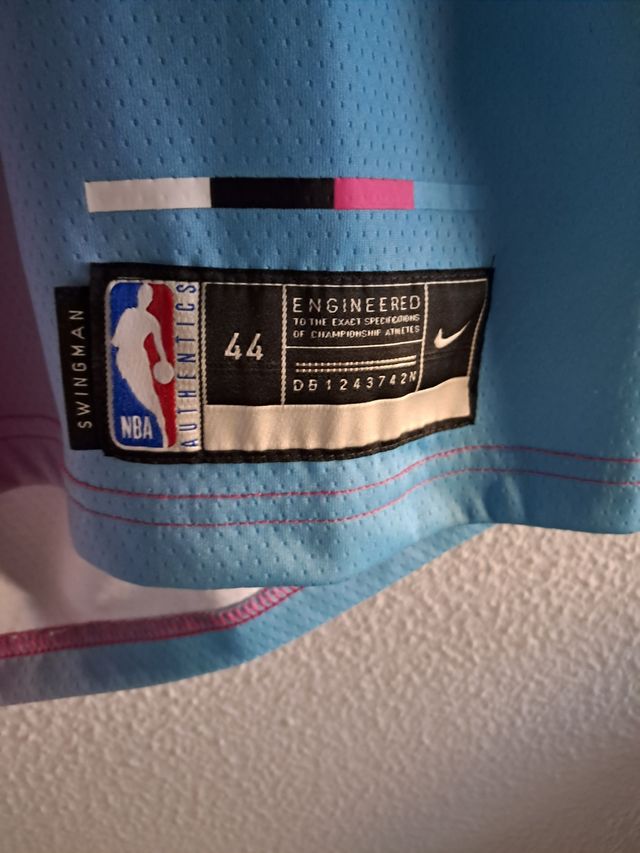 SWINGMAN
NBA
AUTHENTICS
44
ENGINEERED
TO THE EXACT SPECIFICATIONS
OF CHAMPIONSHIP ATHLETES
D51243742N